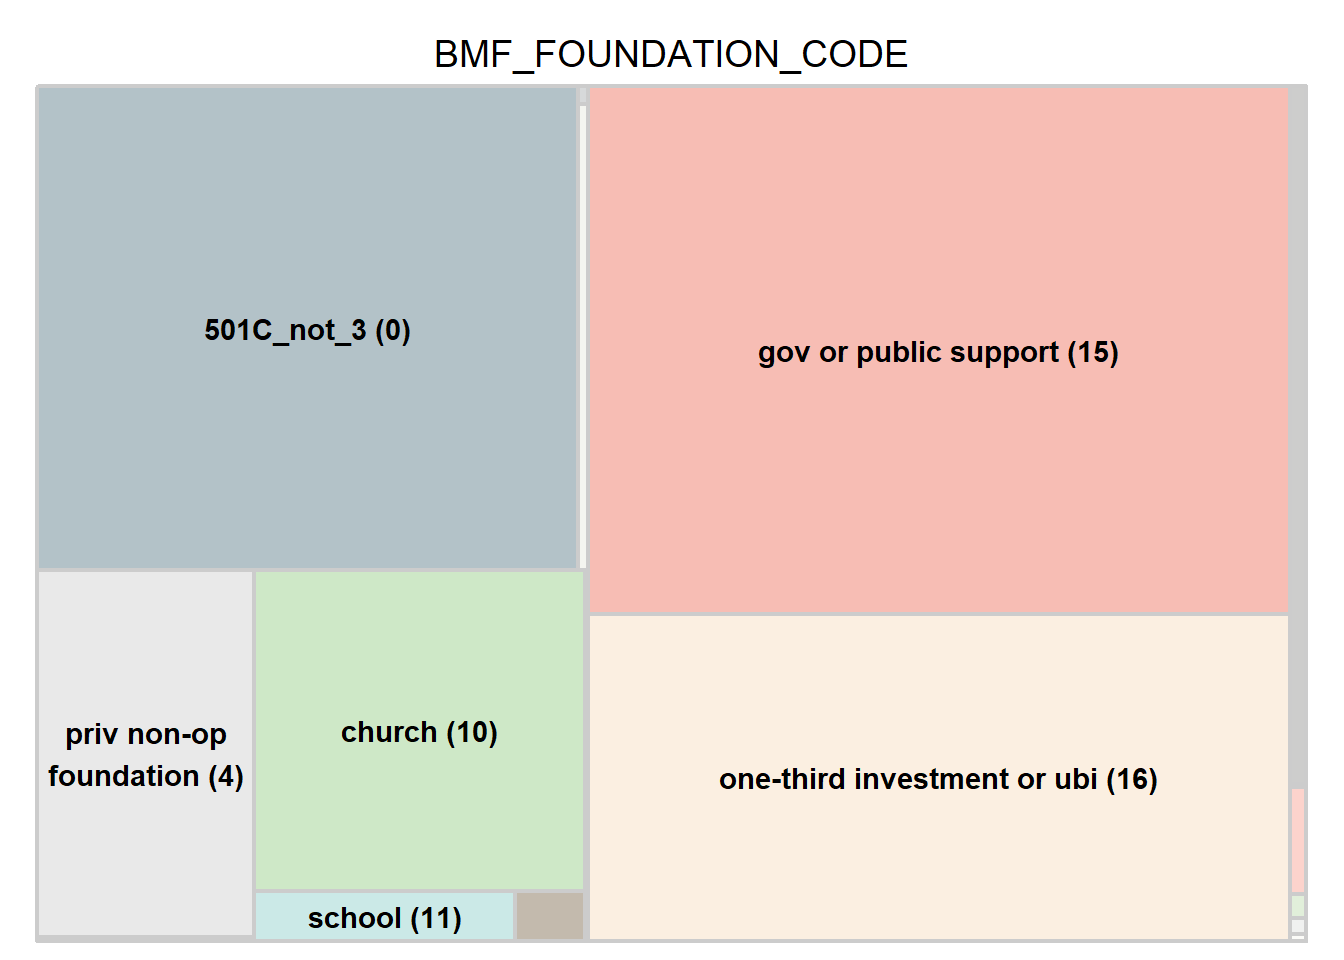 BMF_FOUNDATION_CODE
501C_not_3 (0)
gov or public support (15)
priv non-op
foundation (4)
church (10)
one-third investment or ubi (16)
school (11)